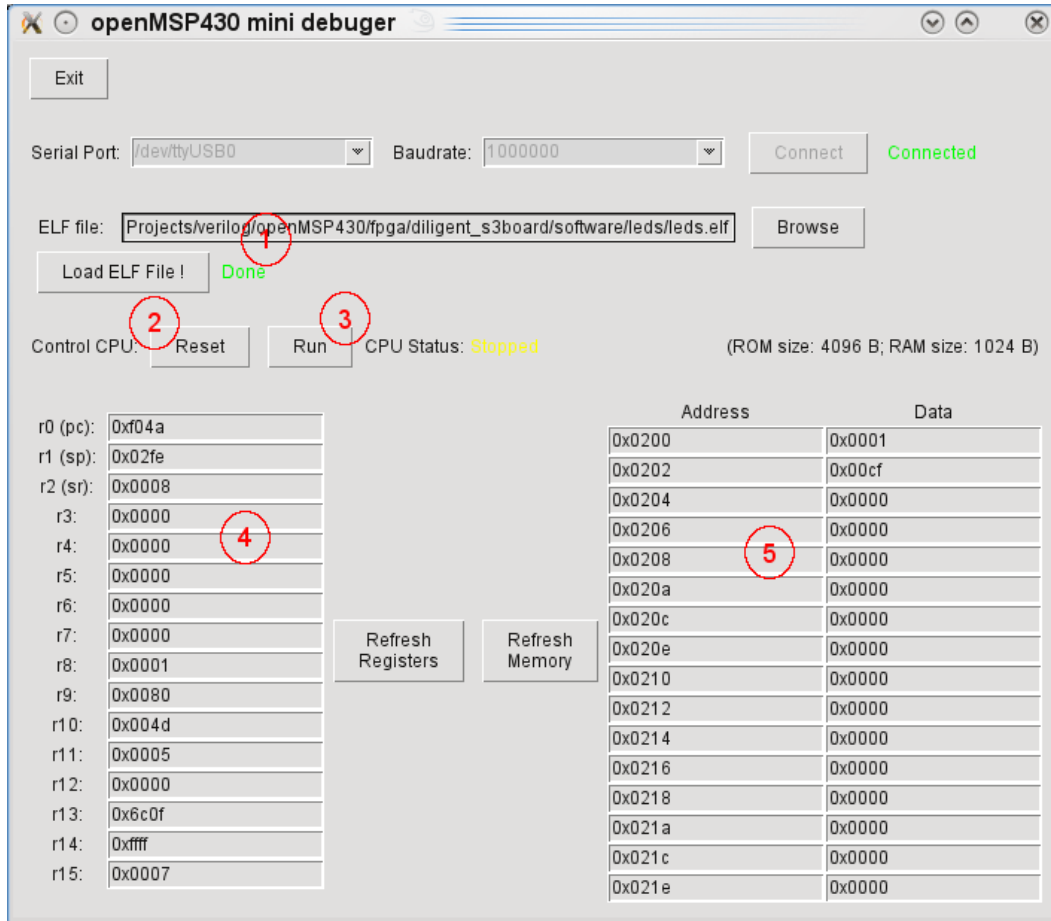 openMSP430 mini debuger
Exit
Serial Port: /dev/ttyUSB0 Baudrate: 1000000 Connect Connected
ELF file: Projects/verilog/openMSP430/fpga/diligent_s3board/software/leds/leds.elf Browse
1
Load ELF File ! Done
2 3
Control CPU: Reset Run CPU Status: Stopped (ROM size: 4096 B; RAM size: 1024 B)
Address Data
r0 (pc): 0xf04a
r1 (sp): 0x02fe
r2 (sr): 0x0008
r3: 0x0000
r4: 0x0000
r5: 0x0000
r6: 0x0000
r7: 0x0000
r8: 0x0001
r9: 0x0080
r10: 0x004d
r11: 0x0005
r12: 0x0000
r13: 0x6c0f
r14: 0xffff
r15: 0x0007
4
Refresh
Registers
Refresh
Memory
0x0200 0x0001
0x0202 0x00cf
0x0204 0x0000
0x0206 0x0000
0x0208 0x0000
0x020a 0x0000
0x020c 0x0000
0x020e 0x0000
0x0210 0x0000
0x0212 0x0000
0x0214 0x0000
0x0216 0x0000
0x0218 0x0000
0x021a 0x0000
0x021c 0x0000
0x021e 0x0000
5